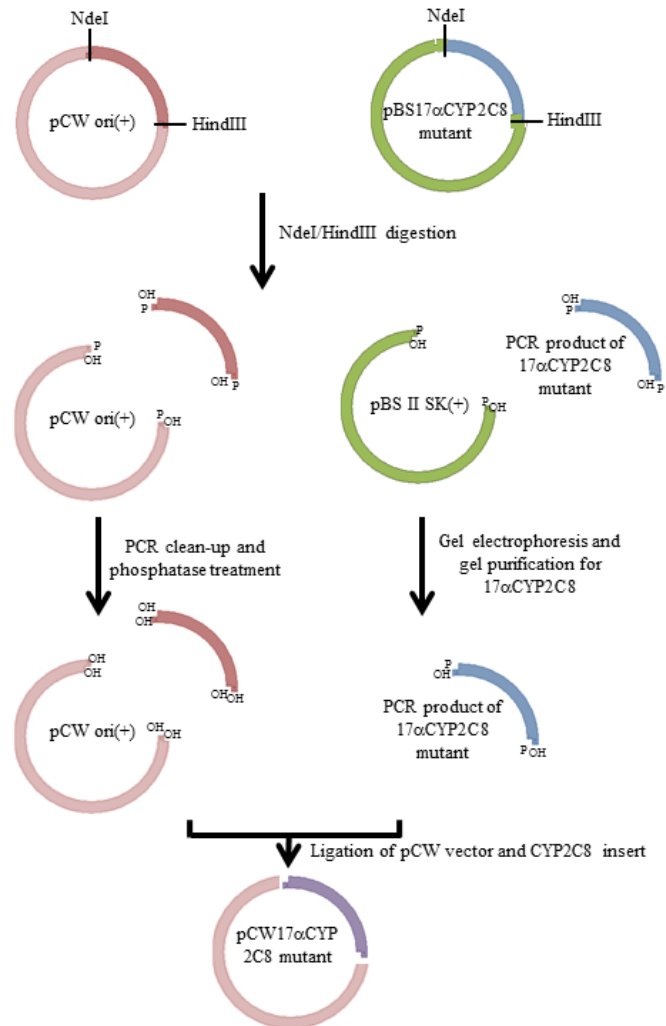 NdeI
NdeI
pCW ori(+)
HindIII
pBS17αCYP2C8
mutant
HindIII
NdeI/HindIII digestion
OH
P
OH P
P
OH
pCW ori(+)
P OH
P
OH
pBS II SK(+)
P OH
OH
P
PCR product of
17αCYP2C8
mutant
OH P
PCR clean-up and
phosphatase treatment
Gel electrophoresis and
gel purification for
17αCYP2C8
OH
OH
OH OH
OH
OH
pCW ori(+)
OH OH
P
OH
PCR product of
17αCYP2C8
mutant
P OH
Ligation of pCW vector and CYP2C8 insert
pCW17αCYP
2C8 mutant